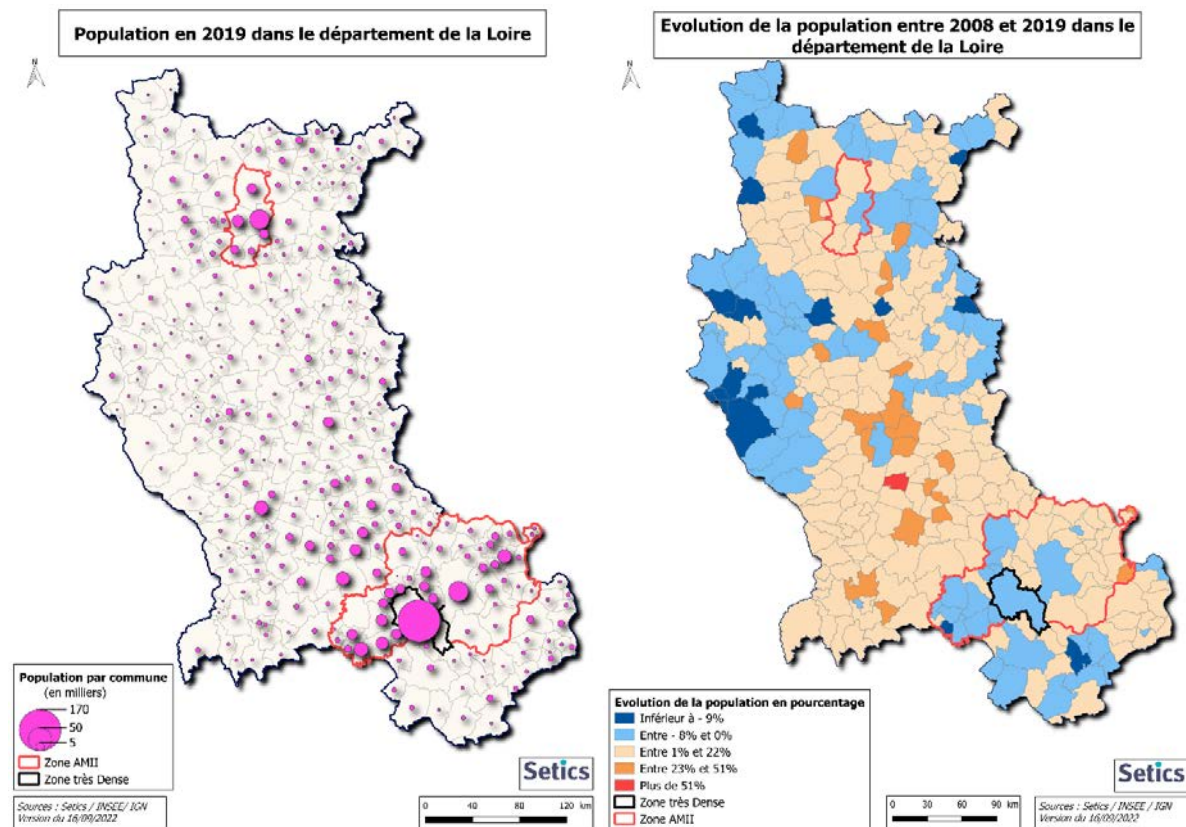 Population en 2019 dans le département de la Loire
N
Population par commune
(en milliers)
170
50
5
Zone AMII
Zone très Dense
Sources : Setics / INSEE/ IGN
Version du 16/09/2022
Setics
0 40 80 120 km
Evolution de la population entre 2008 et 2019 dans le
département de la Loire
N
Evolution de la population en pourcentage
Inférieur à - 9%
Entre - 8% et 0%
Entre 1% et 22%
Entre 23% et 51%
Plus de 51%
Zone très Dense
Zone AMII
0 30 60 90 km
Setics
Sources : Setics / INSEE / IGN
Version du 16/09/2022